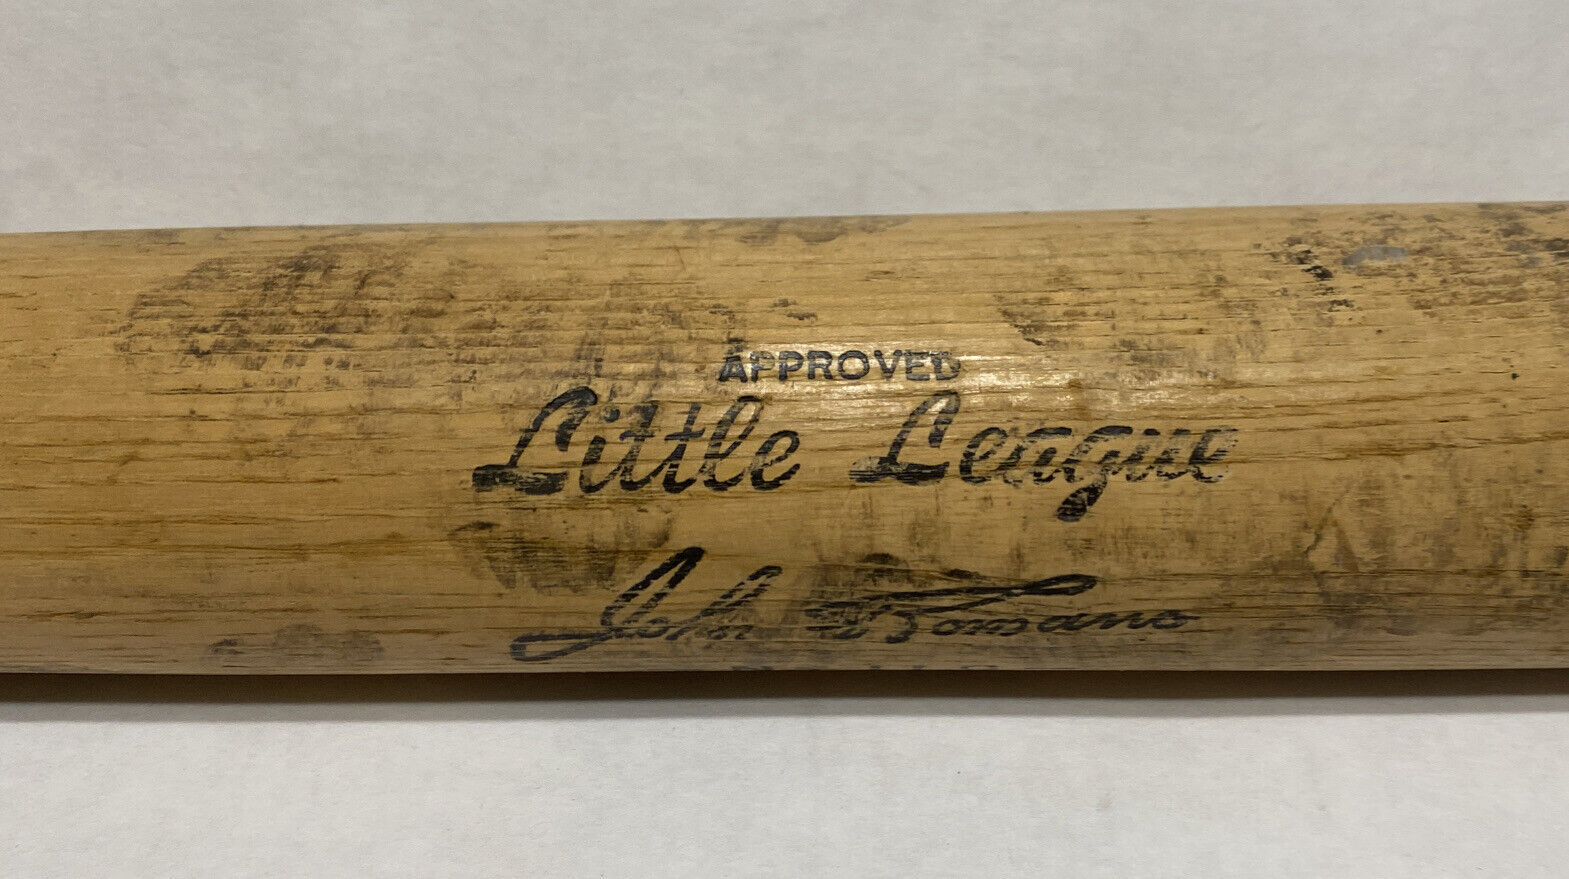 APPROVED
Little League
John Romano